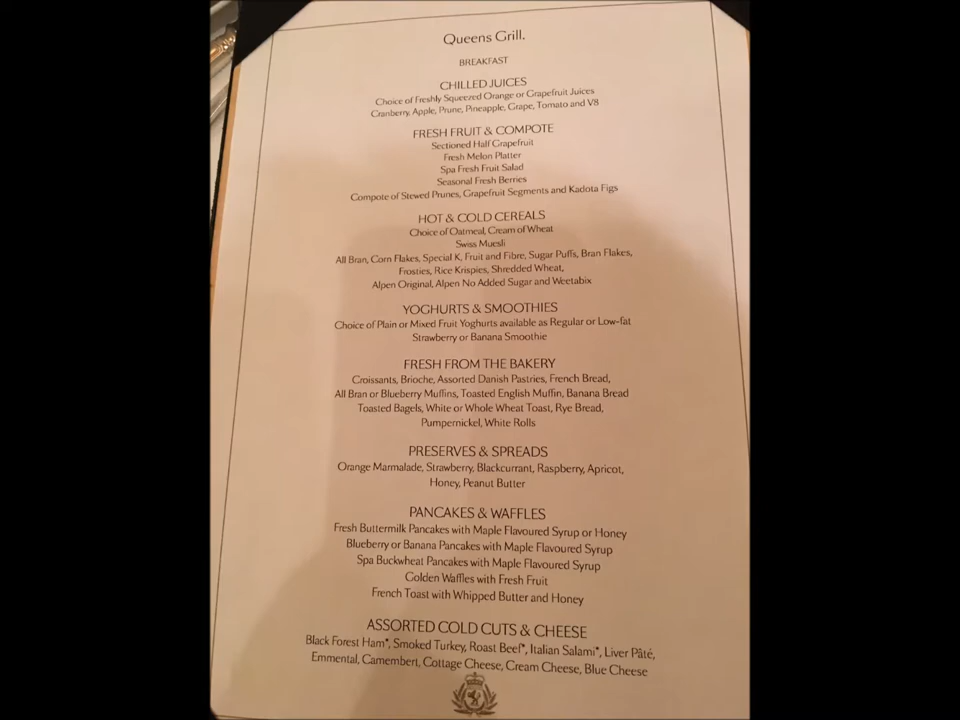 Queens Grill.
BREAKFAST
CHILLED JUICES
Choice of Freshly Squeezed Orange or Grapefruit Juices
Cranberry, Apple, Prune, Pineapple, Grape, Tomato and V8
FRESH FRUIT & COMPOTE
Sectioned Half Grapefruit
Fresh Melon Platter
Spa Fresh Fruit Salad
Seasonal Fresh Berries
Compote of Stewed Prunes, Grapefruit Segments and Kadota Figs
HOT & COLD CEREALS
Choice of Oatmeal, Cream of Wheat
Swiss Muesli
All Bran, Corn Flakes, Special K, Fruit and Fibre, Sugar Puffs, Bran Flakes,
Frosties, Rice Krispies, Shredded Wheat,
Alpen Original, Alpen No Added Sugar and Weetabix
YOGHURTS & SMOOTHIES
Choice of Plain or Mixed Fruit Yoghurts available as Regular or Low-fat
Strawberry or Banana Smoothie
FRESH FROM THE BAKERY
Croissants, Brioche, Assorted Danish Pastries, French Bread,
All Bran or Blueberry Muffins, Toasted English Muffin, Banana Bread
Toasted Bagels, White or Whole Wheat Toast, Rye Bread,
Pumpernickel, White Rolls
PRESERVES & SPREADS
Orange Marmalade, Strawberry, Blackcurrant, Raspberry, Apricot,
Honey, Peanut Butter
PANCAKES & WAFFLES
Fresh Buttermilk Pancakes with Maple Flavoured Syrup or Honey
Blueberry or Banana Pancakes with Maple Flavoured Syrup
Spa Buckwheat Pancakes with Maple Flavoured Syrup
Golden Waffles with Fresh Fruit
French Toast with Whipped Butter and Honey
ASSORTED COLD CUTS & CHEESE
Black Forest Ham*, Smoked Turkey, Roast Beef*, Italian Salami*, Liver Pâté,
Emmental, Camembert, Cottage Cheese, Cream Cheese, Blue Cheese